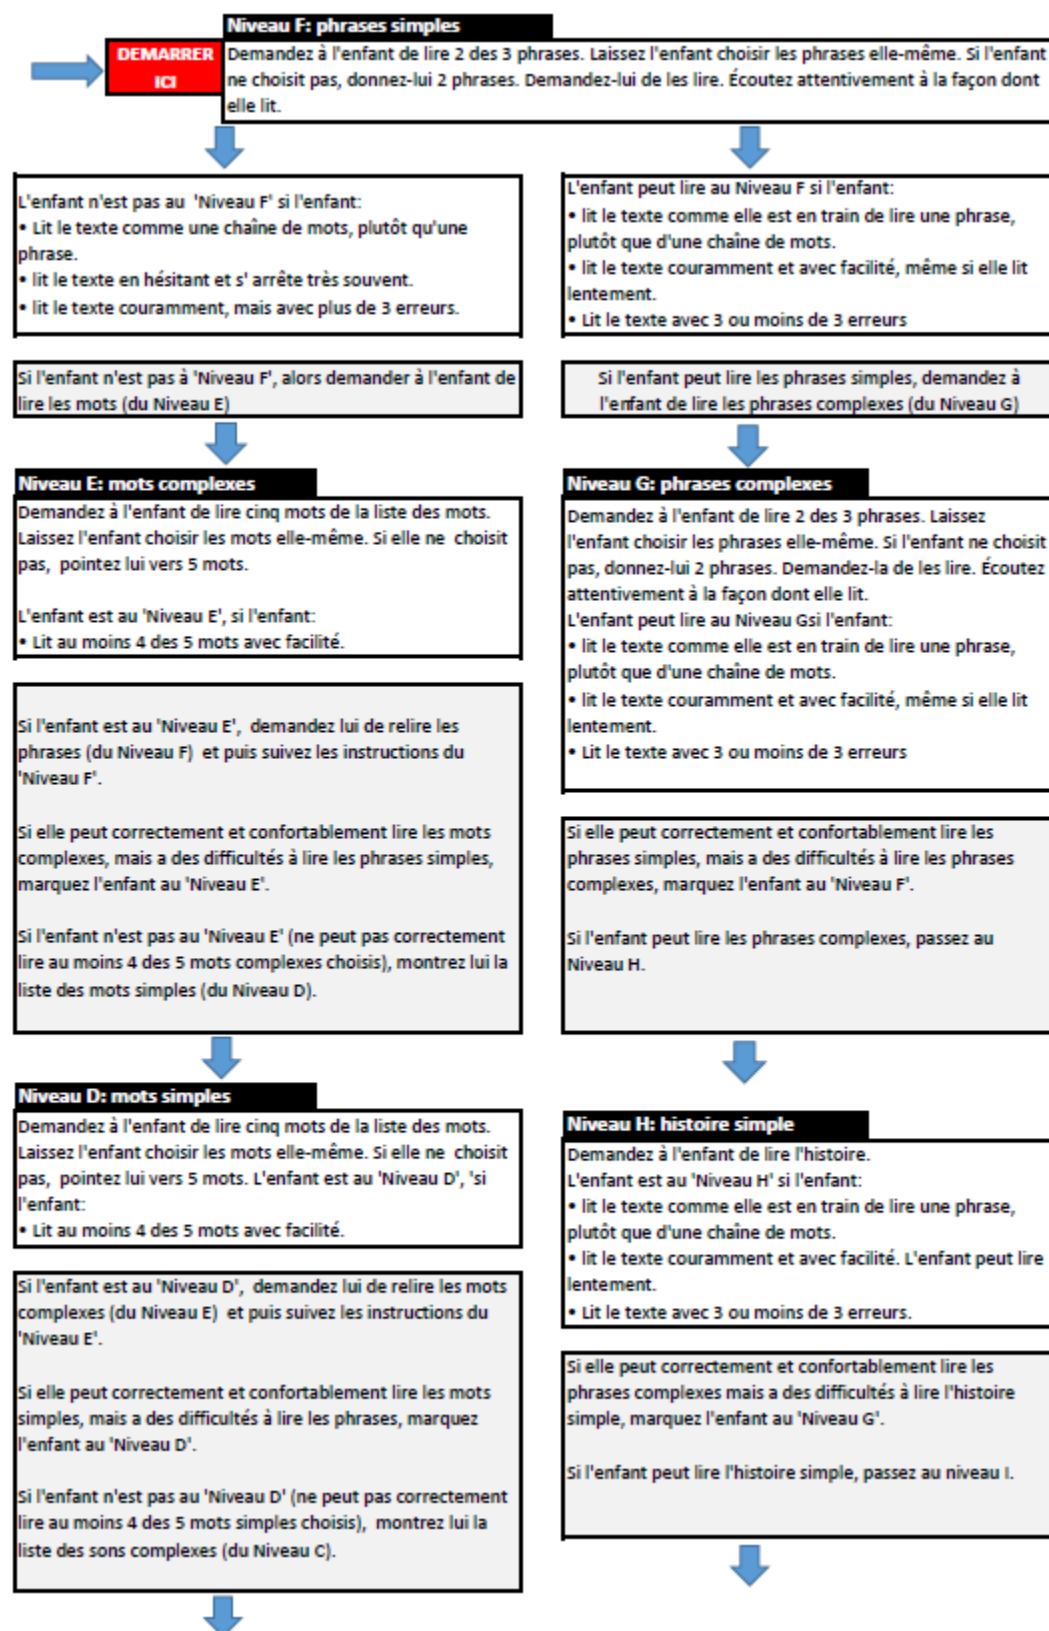 Niveau F: phrases simples
DEMARRER
ICI
Demandez à l'enfant de lire 2 des 3 phrases. Laissez l'enfant choisir les phrases elle-même. Si l'enfant
ne choisit pas, donnez-lui 2 phrases. Demandez-lui de les lire. Écoutez attentivement à la façon dont
elle lit.
L'enfant n'est pas au 'Niveau F' si l'enfant:
• Lit le texte comme une chaîne de mots, plutôt qu'une
phrase.
• lit le texte en hésitant et s' arrête très souvent.
• lit le texte couramment, mais avec plus de 3 erreurs.
Si l'enfant n'est pas à 'Niveau F', alors demander à l'enfant de
lire les mots (du Niveau E)
Niveau E: mots complexes
Demandez à l'enfant de lire cinq mots de la liste des mots.
Laissez l'enfant choisir les mots elle-même. Si elle ne choisit
pas, pointez lui vers 5 mots.
L'enfant est au 'Niveau E', si l'enfant:
• Lit au moins 4 des 5 mots avec facilité.
Si l'enfant est au 'Niveau E', demandez lui de relire les
phrases (du Niveau F) et puis suivez les instructions du
'Niveau F'.
Si elle peut correctement et confortablement lire les mots
complexes, mais a des difficultés à lire les phrases simples,
marquez l'enfant au 'Niveau E'.
Si l'enfant n'est pas au 'Niveau E' (ne peut pas correctement
lire au moins 4 des 5 mots complexes choisis), montrez lui la
liste des mots simples (du Niveau D).
Niveau D: mots simples
Demandez à l'enfant de lire cinq mots de la liste des mots.
Laissez l'enfant choisir les mots elle-même. Si elle ne choisit
pas, pointez lui vers 5 mots. L'enfant est au 'Niveau D', 'si
l'enfant:
• Lit au moins 4 des 5 mots avec facilité.
Si l'enfant est au 'Niveau D', demandez lui de relire les mots
complexes (du Niveau E) et puis suivez les instructions du
'Niveau E'.
Si elle peut correctement et confortablement lire les mots
simples, mais a des difficultés à lire les phrases, marquez
l'enfant au 'Niveau D'.
Si l'enfant n'est pas au 'Niveau D' (ne peut pas correctement
lire au moins 4 des 5 mots simples choisis), montrez lui la
liste des sons complexes (du Niveau C).
L'enfant peut lire au Niveau F si l'enfant:
• lit le texte comme elle est en train de lire une phrase,
plutôt que d'une chaîne de mots.
• lit le texte couramment et avec facilité, même si elle lit
lentement.
• Lit le texte avec 3 ou moins de 3 erreurs
Si l'enfant peut lire les phrases simples, demandez à
l'enfant de lire les phrases complexes (du Niveau G)
Niveau G: phrases complexes
Demandez à l'enfant de lire 2 des 3 phrases. Laissez
l'enfant choisir les phrases elle-même. Si l'enfant ne choisit
pas, donnez-lui 2 phrases. Demandez-la de les lire. Écoutez
attentivement à la façon dont elle lit.
L'enfant peut lire au Niveau Gsi l'enfant:
• lit le texte comme elle est en train de lire une phrase,
plutôt que d'une chaîne de mots.
• lit le texte couramment et avec facilité, même si elle lit
lentement.
• Lit le texte avec 3 ou moins de 3 erreurs
Si elle peut correctement et confortablement lire les
phrases simples, mais a des difficultés à lire les phrases
complexes, marquez l'enfant au 'Niveau F'.
Si l'enfant peut lire les phrases complexes, passez au
Niveau H.
Niveau H: histoire simple
Demandez à l'enfant de lire l'histoire.
L'enfant est au 'Niveau H' si l'enfant:
• lit le texte comme elle est en train de lire une phrase,
plutôt que d'une chaîne de mots.
• lit le texte couramment et avec facilité. L'enfant peut lire
lentement.
• Lit le texte avec 3 ou moins de 3 erreurs.
Si elle peut correctement et confortablement lire les
phrases complexes mais a des difficultés à lire l'histoire
simple, marquez l'enfant au 'Niveau G'.
Si l'enfant peut lire l'histoire simple, passez au niveau I.